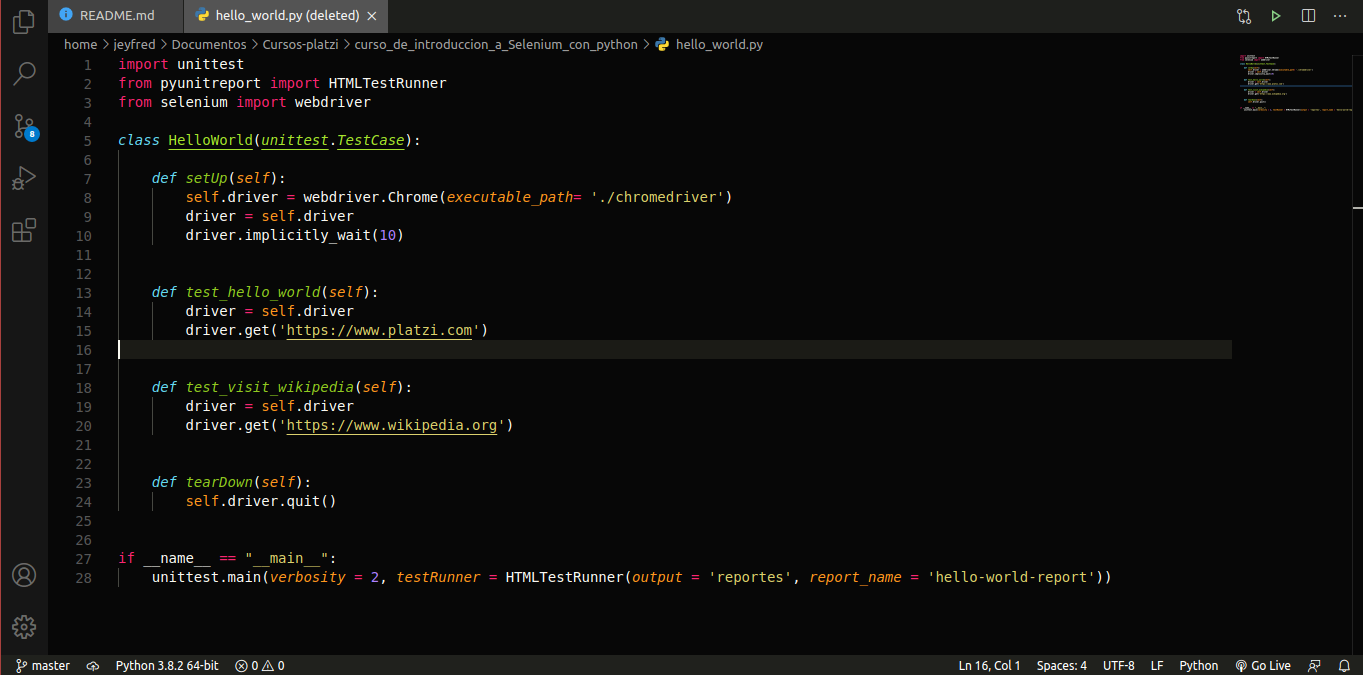 README.md hello_world.py (deleted)
home jeyfred Documentos Cursos-platzi curso_de_introduccion_a_Selenium_con_python hello_world.py
1 import unittest
2 from pyunitreport import HTMLTestRunner
3 from selenium import webdriver
4
5 class HelloWorld(unittest.TestCase):
6
7 def setUp(self):
8 self.driver = webdriver.Chrome(executable_path= './chromedriver')
9 driver = self.driver
10 driver.implicitly_wait(10)
11
12
13 def test_hello_world(self):
14 driver = self.driver
15 driver.get('https://www.platzi.com')
16
17
18 def test_visit_wikipedia(self):
19 driver = self.driver
20 driver.get('https://www.wikipedia.org')
21
22
23 def tearDown(self):
24 self.driver.quit()
25
26
27 if __name__ == "__main__":
28 unittest.main(verbosity = 2, testRunner = HTMLTestRunner(output = 'reportes', report_name = 'hello-world-report'))
8
master Python 3.8.2 64-bit 0 0 Ln 16, Col 1 Spaces: 4 UTF-8 LF Python Go Live